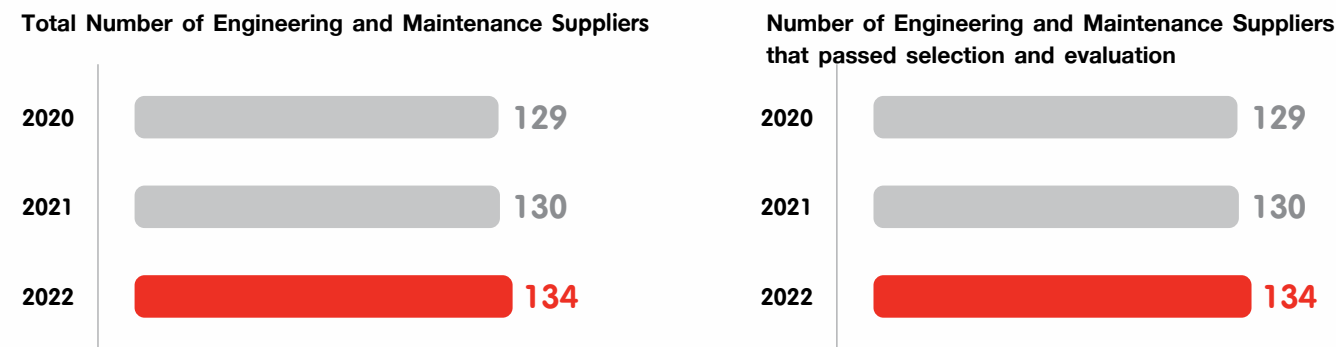 Total Number of Engineering and Maintenance Suppliers
2020 129
2021 130
2022 134
Number of Engineering and Maintenance Suppliers
that passed selection and evaluation
2020 129
2021 130
2022 134